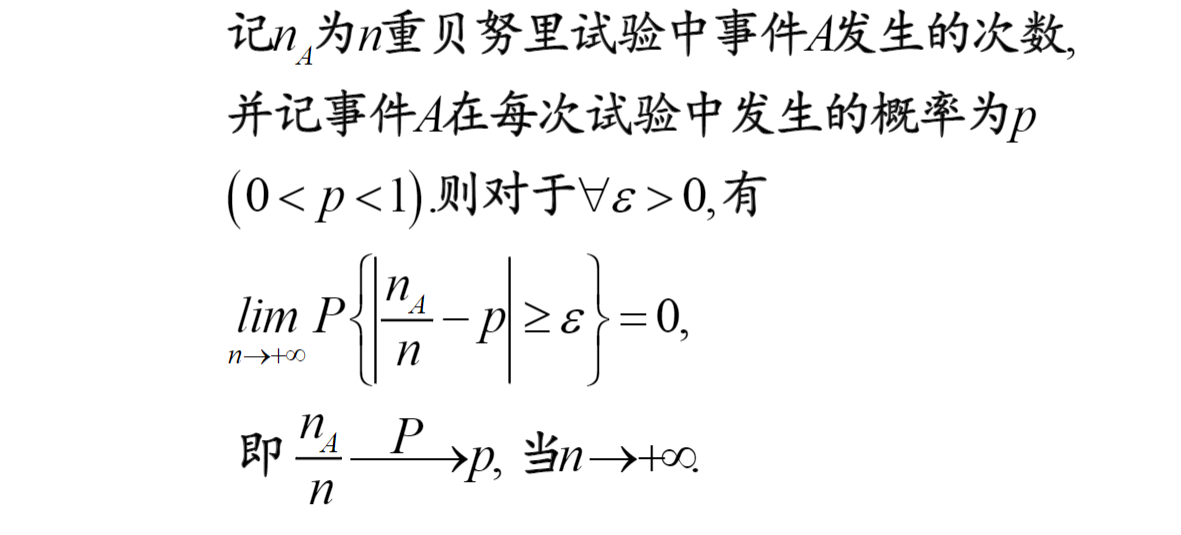 记n_A为n重贝努里试验中事件A发生的次数,
并记事件A在每次试验中发生的概率为p
(0<p<1).则对于∀ε>0,有
lim_{n→+∞} P{|n_A/n − p| ≥ ε} = 0,
即 n_A/n —P→ p, 当n→+∞.